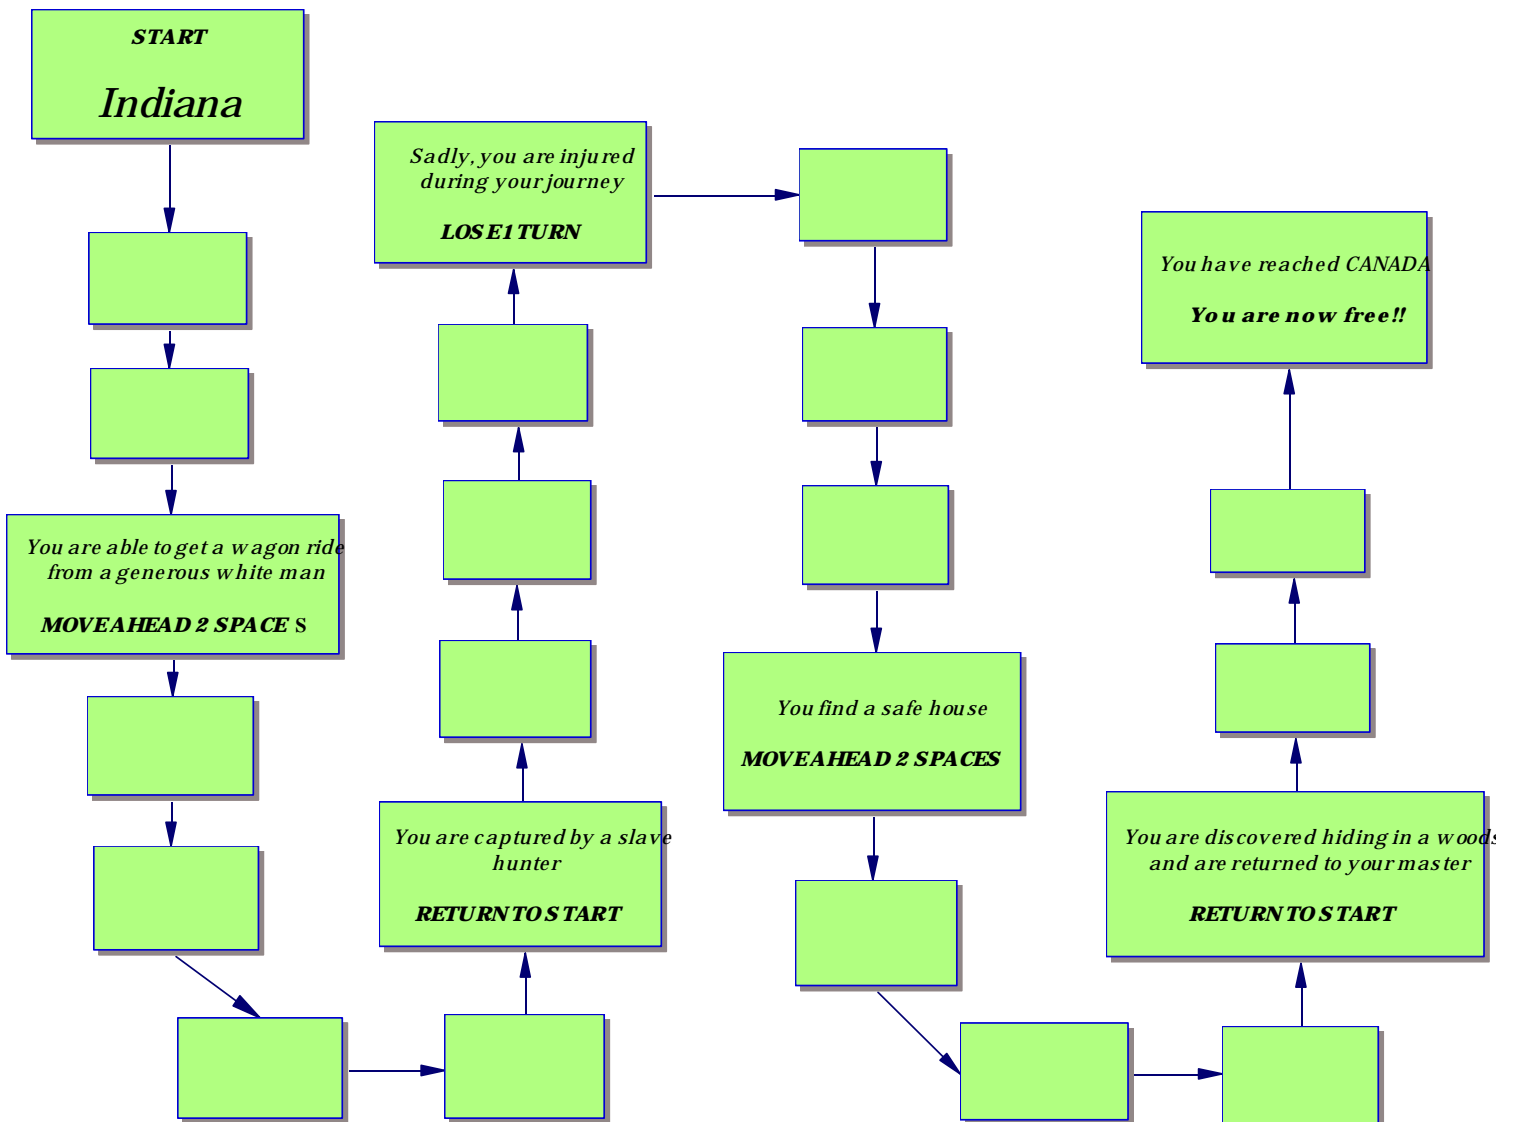 START
Indiana
You are able to get a wagon ride
from a generous white man
MOVE AHEAD 2 SPACES
You are captured by a slave
hunter
RETURN TO START
Sadly, you are injured
during your journey
LOSE 1 TURN
You find a safe house
MOVE AHEAD 2 SPACES
You are discovered hiding in a woods
and are returned to your master
RETURN TO START
You have reached CANADA
You are now free!!